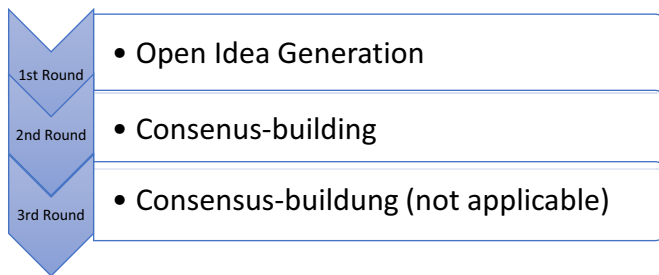 1st Round
• Open Idea Generation
2nd Round
• Consenus-building
3rd Round
• Consensus-buildung (not applicable)